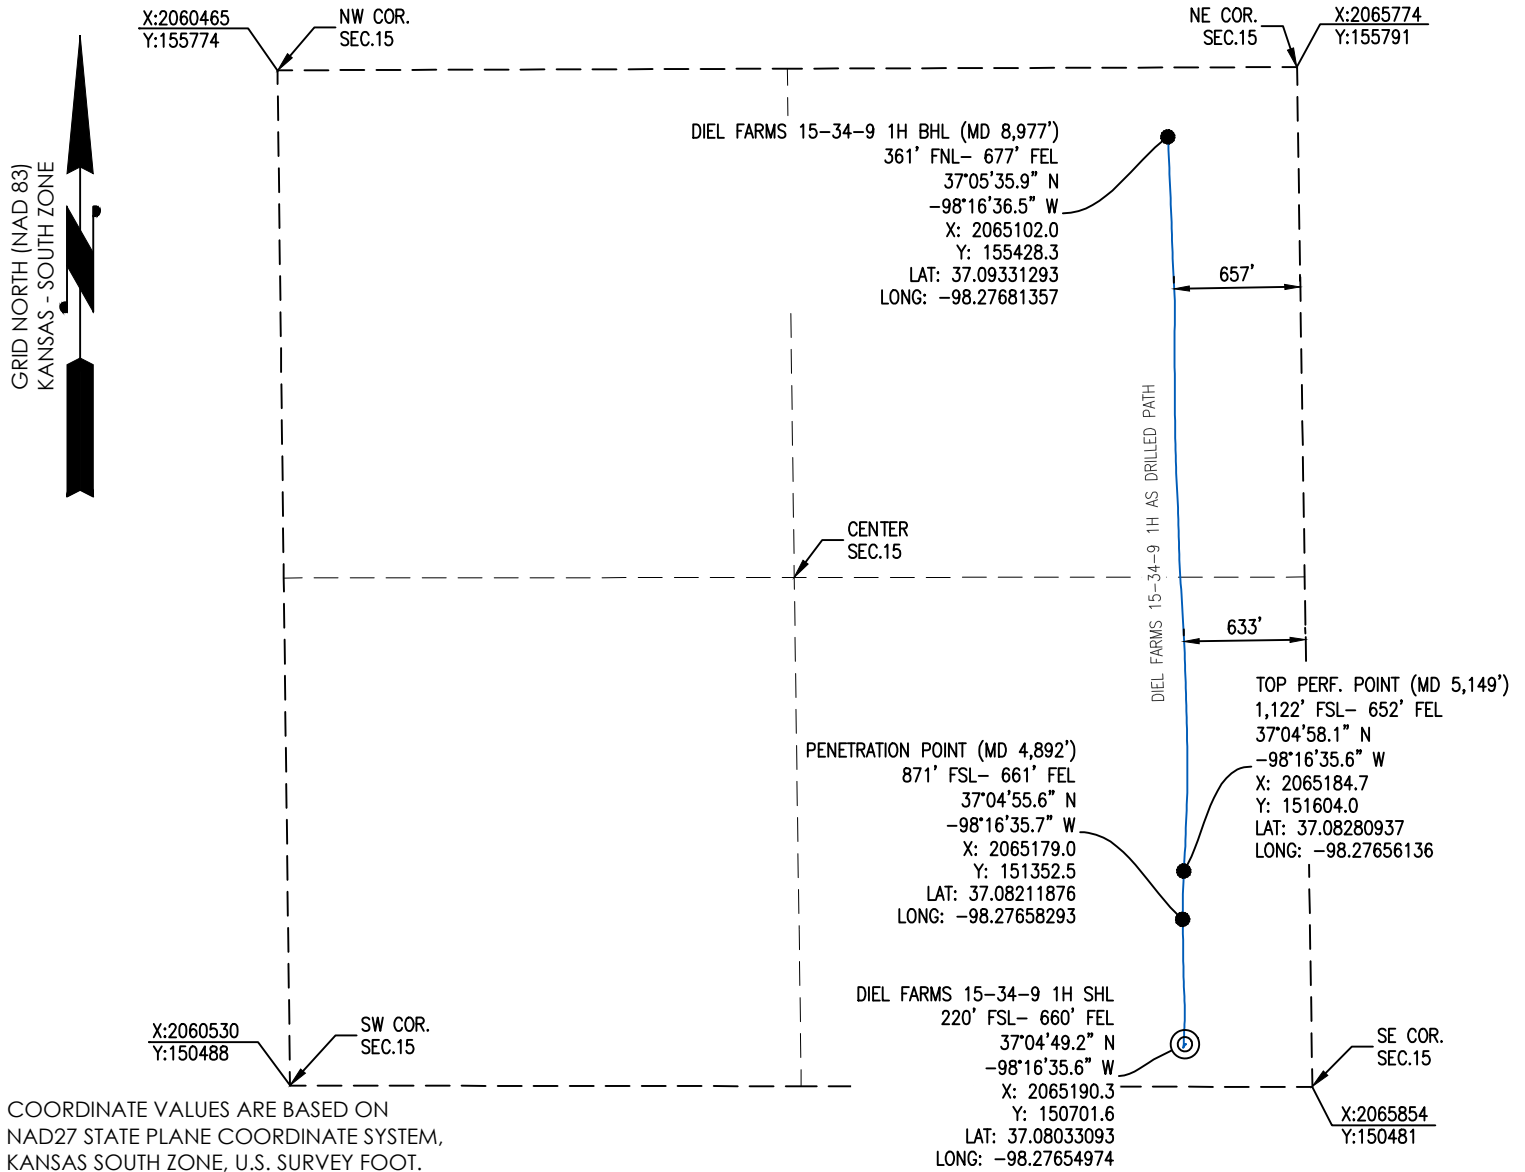 X:2060465
Y:155774
NW COR.
SEC.15
NE COR.
SEC.15
X:2065774
Y:155791
GRID NORTH (NAD 83)
KANSAS - SOUTH ZONE
DIEL FARMS 15-34-9 1H BHL (MD 8,977')
361' FNL- 677' FEL
37°05'35.9" N
-98°16'36.5" W
X: 2065102.0
Y: 155428.3
LAT: 37.09331293
LONG: -98.27681357
657'
DIEL FARMS 15-34-9 1H AS DRILLED PATH
CENTER
SEC.15
633'
TOP PERF. POINT (MD 5,149')
1,122' FSL- 652' FEL
37°04'58.1" N
-98°16'35.6" W
X: 2065184.7
Y: 151604.0
LAT: 37.08280937
LONG: -98.27656136
PENETRATION POINT (MD 4,892')
871' FSL- 661' FEL
37°04'55.6" N
-98°16'35.7" W
X: 2065179.0
Y: 151352.5
LAT: 37.08211876
LONG: -98.27658293
DIEL FARMS 15-34-9 1H SHL
220' FSL- 660' FEL
37°04'49.2" N
-98°16'35.6" W
X: 2065190.3
Y: 150701.6
LAT: 37.08033093
LONG: -98.27654974
X:2060530
Y:150488
SW COR.
SEC.15
SE COR.
SEC.15
X:2065854
Y:150481
COORDINATE VALUES ARE BASED ON
NAD27 STATE PLANE COORDINATE SYSTEM,
KANSAS SOUTH ZONE, U.S. SURVEY FOOT.